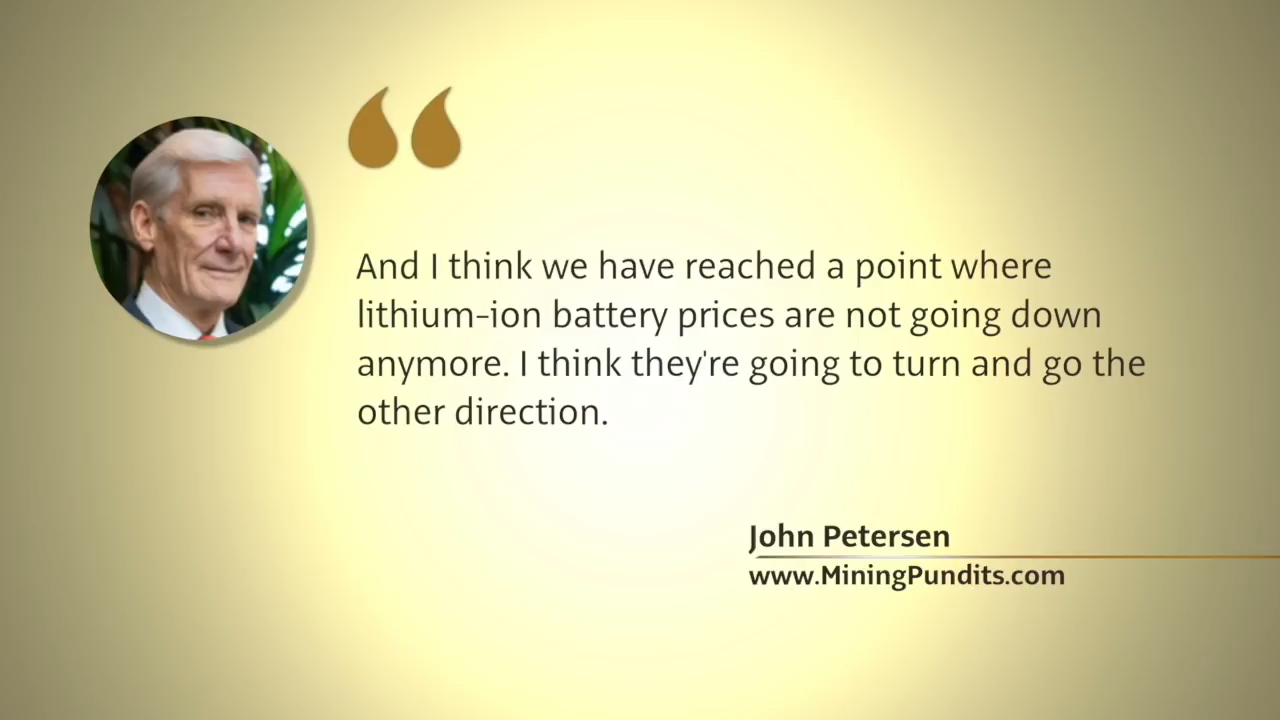 And I think we have reached a point where
lithium-ion battery prices are not going down
anymore. I think they're going to turn and go the
other direction.
John Petersen
www.MiningPundits.com